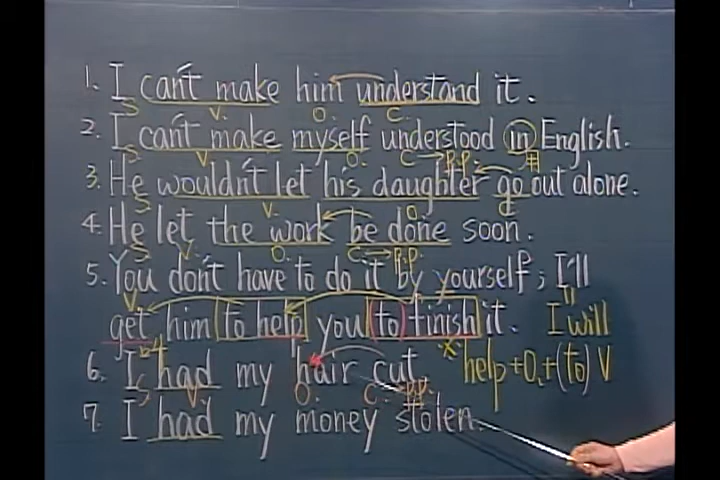 1. I can't make him understand it.
S V. O. C.
2. I can't make myself understood in English.
S. V. O. C → P.P. 用
3. He wouldn't let his daughter go out alone.
S. V. O. C
4. He let the work be done soon.
S. V. O. C → P.P.
5. You don't have to do it by yourself; I'll
V.
get him to help you (to) finish it. I will
help + O. + (to) V
6. I had my hair cut.
S V O. C. P.P.
7. I had my money stolen.